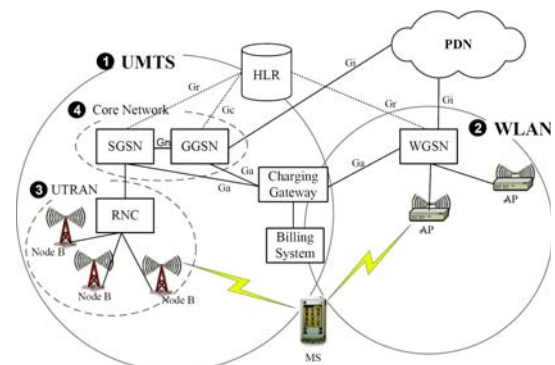 PDN
❶ UMTS
HLR
Gr
Gc
Gi
Gr
Gi
❹ Core Network
SGSN
Gn
GGSN
WGSN
❷ WLAN
Ga
Ga
Ga
Charging
Gateway
AP
AP
❸ UTRAN
RNC
Billing
System
Node B
Node B
Node B
MS